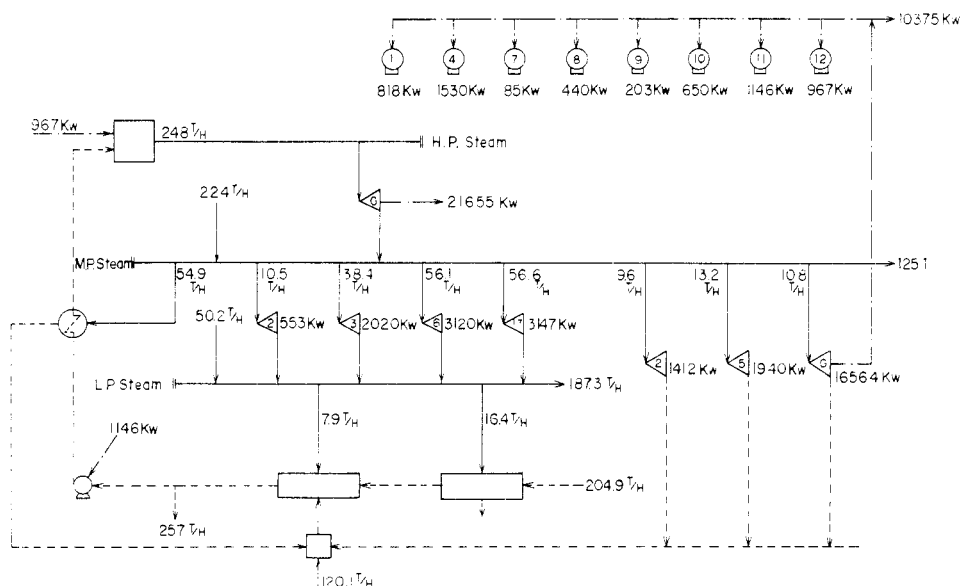 10375 Kw
1 4 7 8 9 10 11 12
818 Kw 1530 Kw 85 Kw 440 Kw 203 Kw 650 Kw 1146 Kw 967 Kw
967 Kw
248 T/H
H.P. Steam
224 T/H
G
21655 Kw
M.P. Steam
125.1
54.9 T/H 10.5 T/H 38.4 T/H 56.1 T/H 56.6 T/H 9.6 T/H 13.2 T/H 10.8 T/H
50.2 T/H
2 553 Kw 3 2020 Kw 6 3120 Kw 3147 Kw
2 1412 Kw 5 1940 Kw G 16564 Kw
L.P. Steam
187.3 T/H
7.9 T/H 16.4 T/H
1146 Kw
204.9 T/H
257 T/H
120.1 T/H